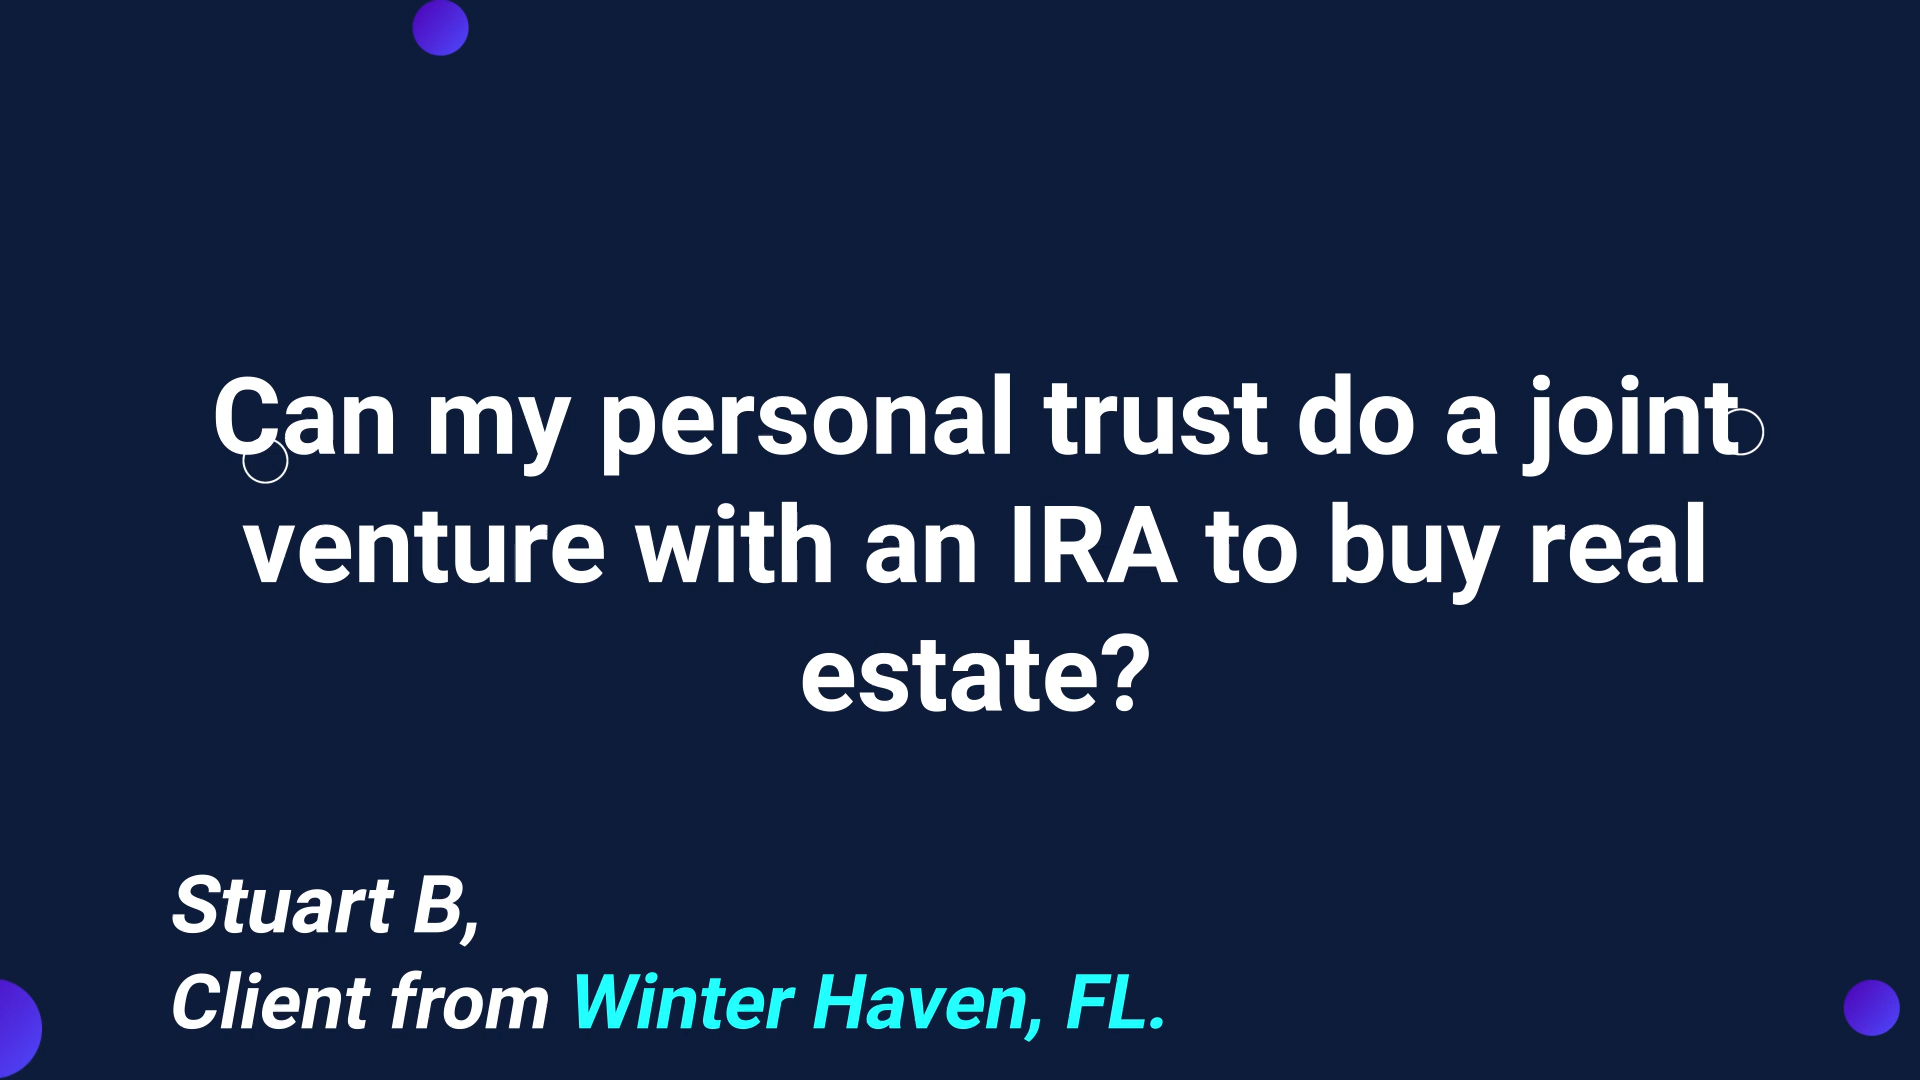 Can my personal trust do a joint
venture with an IRA to buy real
estate?
Stuart B,
Client from Winter Haven, FL.